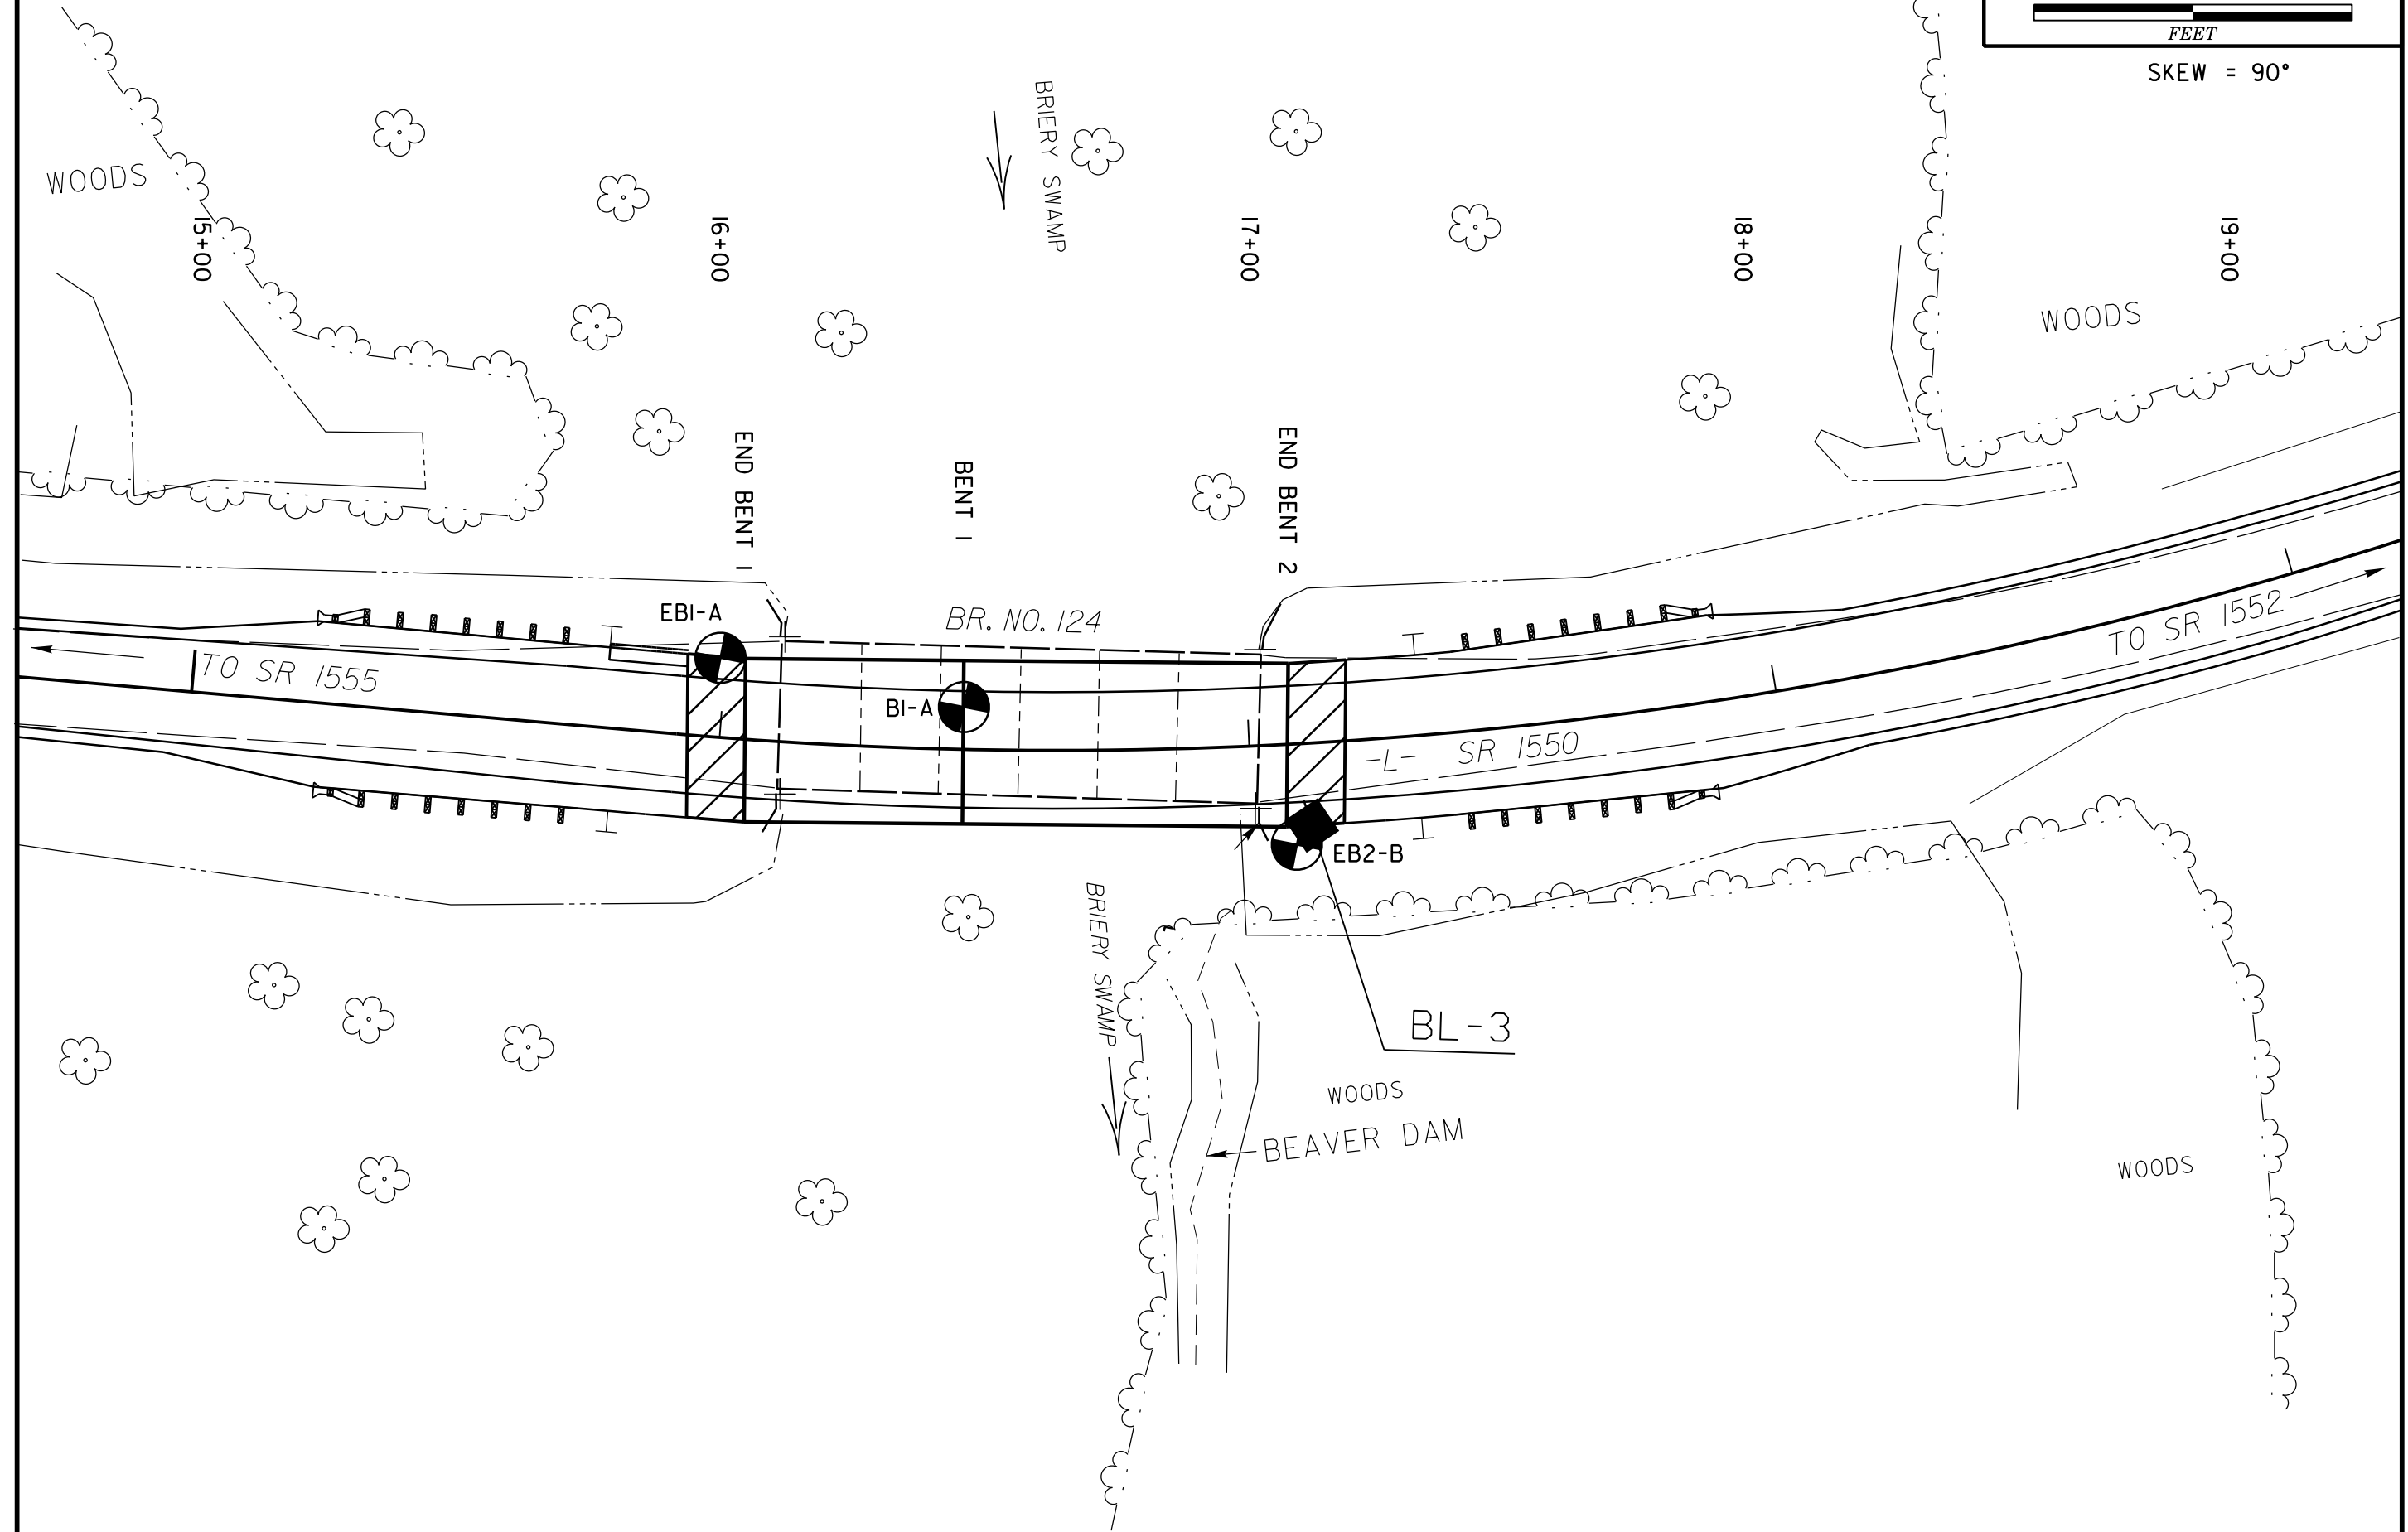 FEET
SKEW = 90°
BRIERY SWAMP
WOODS
15+00
16+00
17+00
18+00
19+00
WOODS
END BENT 1
BENT 1
END BENT 2
EB1-A
BR. NO. 124
TO SR 1552
TO SR 1555
B1-A
-L- SR 1550
EB2-B
BRIERY SWAMP
BL-3
WOODS
BEAVER DAM
WOODS